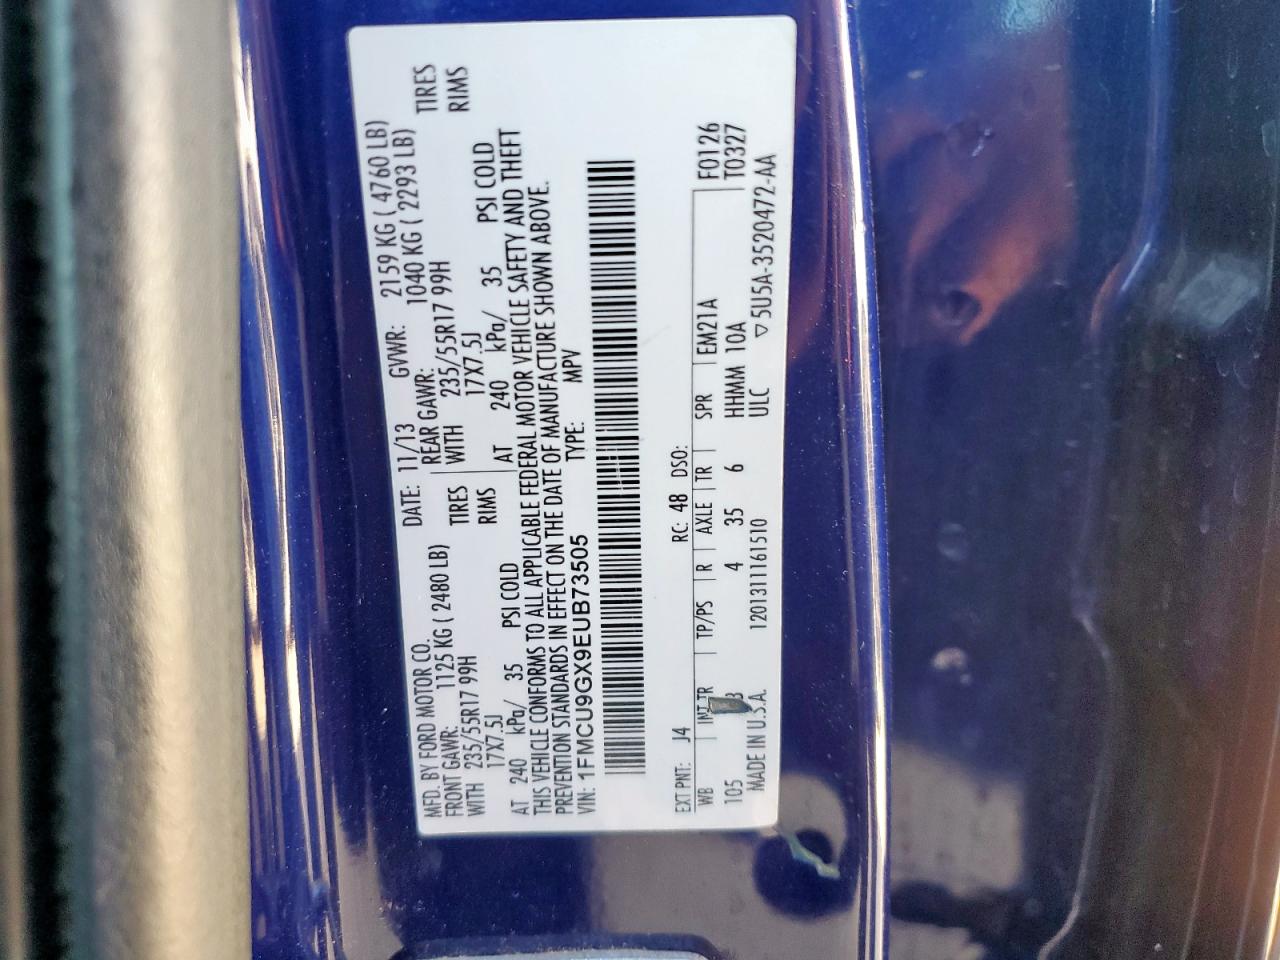 MFD. BY FORD MOTOR CO.
DATE: 11/13 GVWR: 2159 KG ( 4760 LB)
FRONT GAWR: 1125 KG ( 2480 LB) REAR GAWR: 1040 KG ( 2293 LB)
WITH 235/55R17 99H TIRES WITH 235/55R17 99H TIRES
17X7.5J RIMS 17X7.5J RIMS
AT 240 kPa/ 35 PSI COLD AT 240 kPa/ 35 PSI COLD
THIS VEHICLE CONFORMS TO ALL APPLICABLE FEDERAL MOTOR VEHICLE SAFETY AND THEFT
PREVENTION STANDARDS IN EFFECT ON THE DATE OF MANUFACTURE SHOWN ABOVE.
VIN: 1FMCU9GX9EUB73505 TYPE: MPV
EXT PNT: J4 RC: 48 DSO:
WB INT TR TP/PS R AXLE TR SPR EM21A F0126
105 4 35 6 HHMM 10A T0327
MADE IN U.S.A. 1201311161510 ULC ▽5U5A-3520472-AA